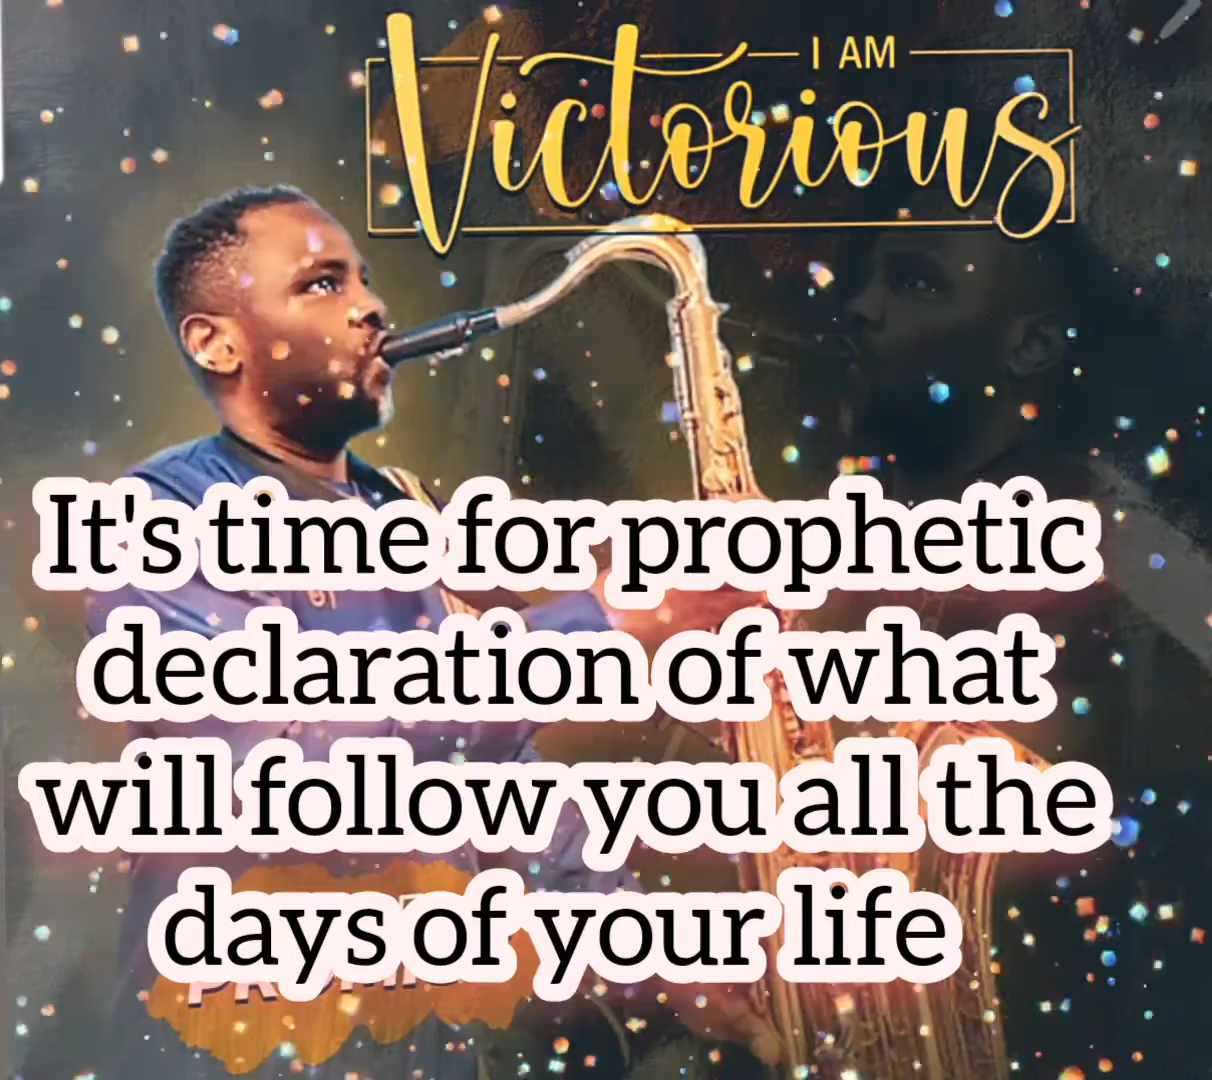 I AM
Victorious
It's time for prophetic
declaration of what
will follow you all the
days of your life